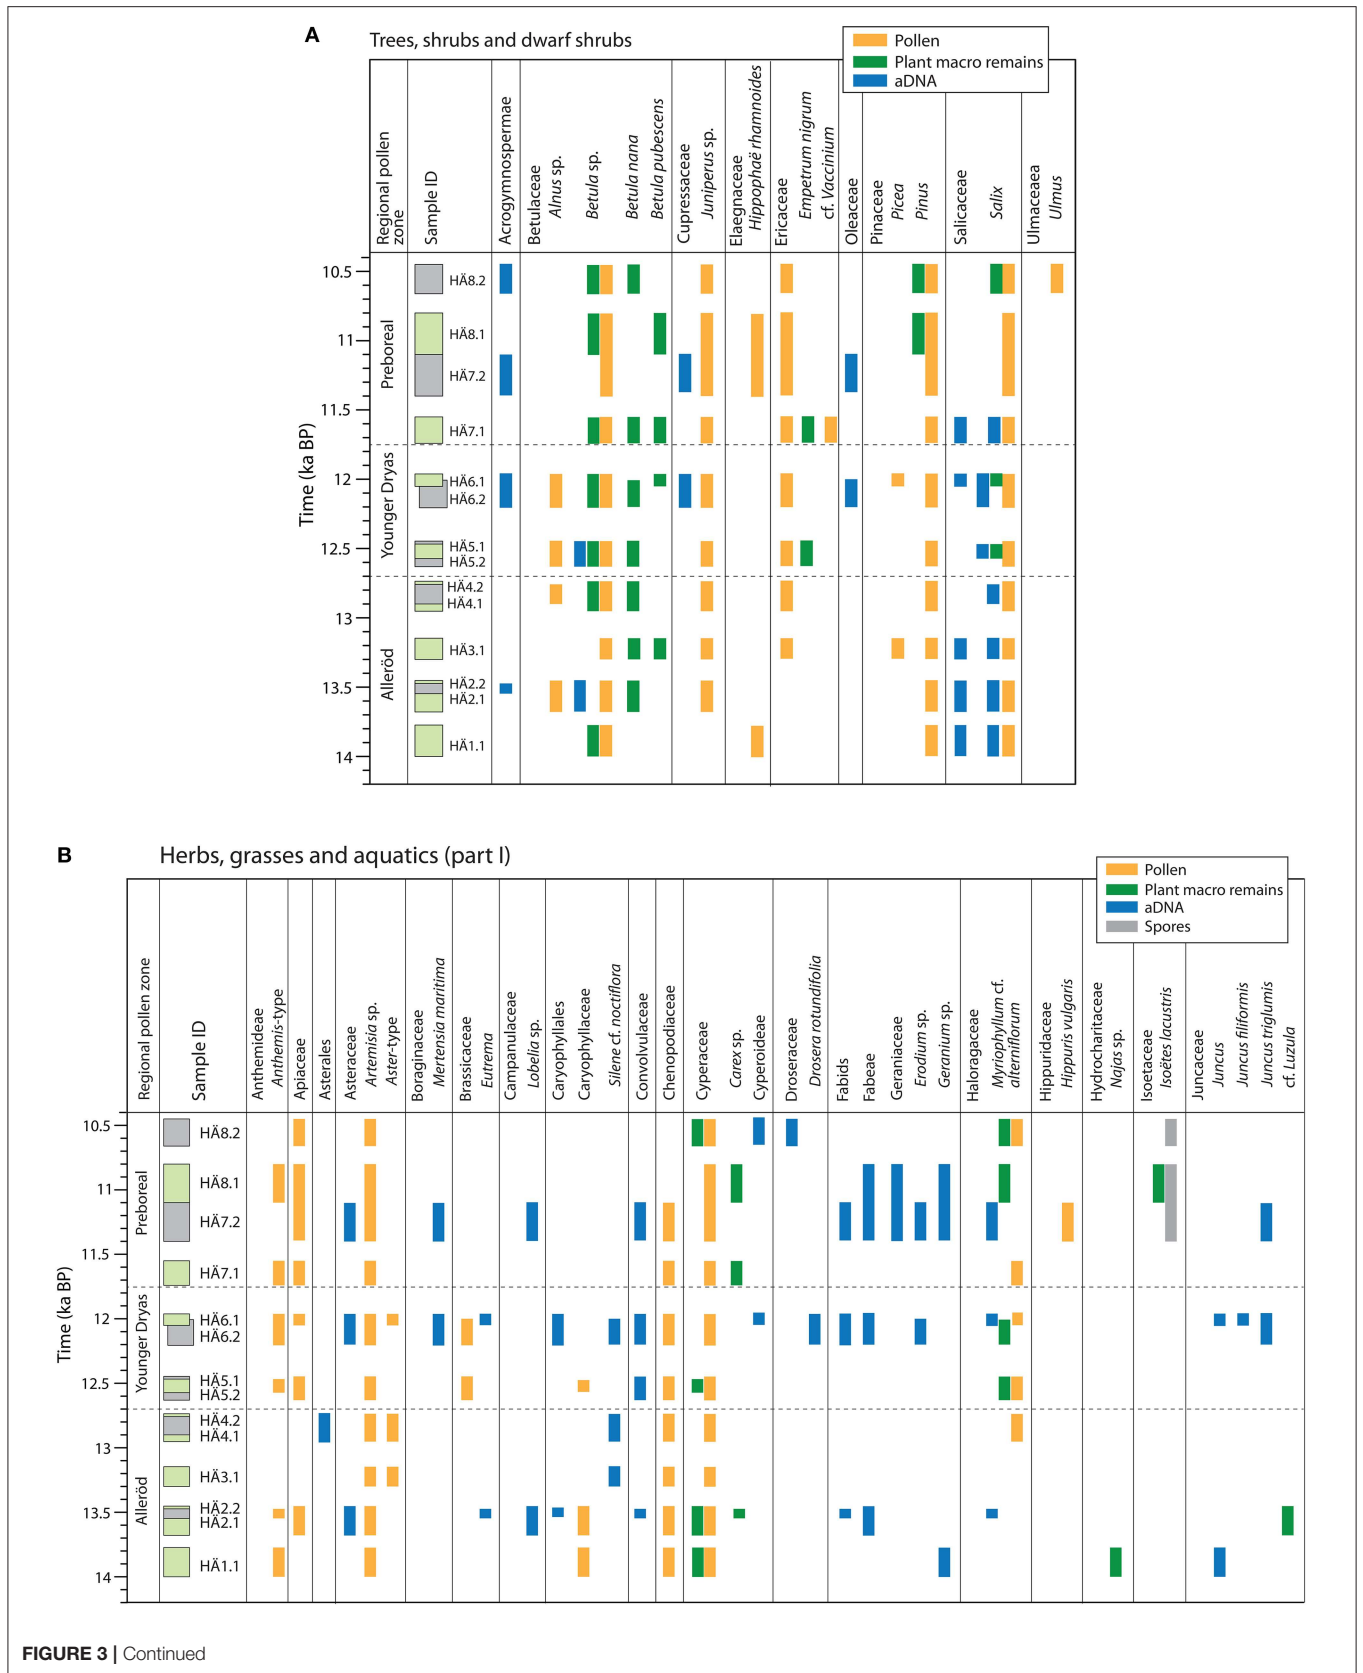 A
Trees, shrubs and dwarf shrubs
Pollen
Plant macro remains
aDNA
Regional pollen
zone
Sample ID
Acrogymnospermae
Betulaceae
Alnus sp.
Betula sp.
Betula nana
Betula pubescens
Cupressaceae
Juniperus sp.
Elaegnaceae
Hippophaë rhamnoides
Ericaceae
Empetrum nigrum
cf. Vaccinium
Oleaceae
Pinaceae
Picea
Pinus
Salicaceae
Salix
Ulmaceaea
Ulmus
Time (ka BP)
10.5
11
11.5
12
12.5
13
13.5
14
Preboreal
Younger Dryas
Alleröd
HÄ8.2
HÄ8.1
HÄ7.2
HÄ7.1
HÄ6.1
HÄ6.2
HÄ5.1
HÄ5.2
HÄ4.2
HÄ4.1
HÄ3.1
HÄ2.2
HÄ2.1
HÄ1.1
B
Herbs, grasses and aquatics (part I)
Pollen
Plant macro remains
aDNA
Spores
Regional pollen zone
Sample ID
Anthemideae
Anthemis-type
Apiaceae
Asterales
Asteraceae
Artemisia sp.
Aster-type
Boraginaceae
Mertensia maritima
Brassicaceae
Eutrema
Campanulaceae
Lobelia sp.
Caryophyllales
Caryophyllaceae
Silene cf. noctiflora
Convolvulaceae
Chenopodiaceae
Cyperaceae
Carex sp.
Cyperoideae
Droseraceae
Drosera rotundifolia
Fabids
Fabeae
Geraniaceae
Erodium sp.
Geranium sp.
Haloragaceae
Myriophyllum cf.
alterniflorum
Hippuridaceae
Hippuris vulgaris
Hydrocharitaceae
Najas sp.
Isoetaceae
Isoëtes lacustris
Juncaceae
Juncus
Juncus filiformis
Juncus triglumis
cf. Luzula
Time (ka BP)
10.5
11
11.5
12
12.5
13
13.5
14
Preboreal
Younger Dryas
Alleröd
HÄ8.2
HÄ8.1
HÄ7.2
HÄ7.1
HÄ6.1
HÄ6.2
HÄ5.1
HÄ5.2
HÄ4.2
HÄ4.1
HÄ3.1
HÄ2.2
HÄ2.1
HÄ1.1
FIGURE 3 | Continued